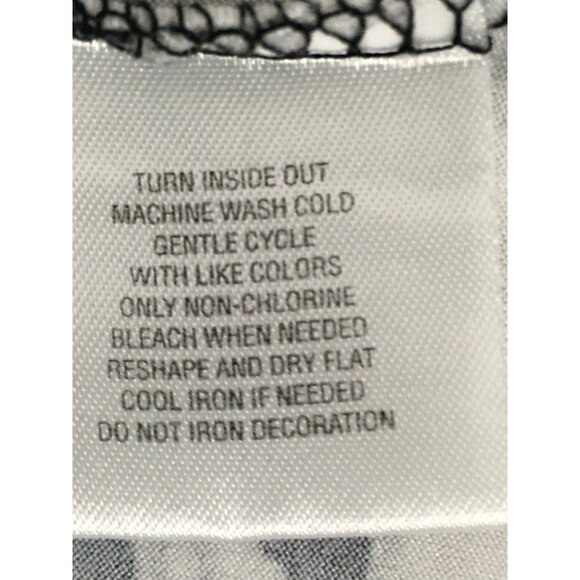 TURN INSIDE OUT
MACHINE WASH COLD
GENTLE CYCLE
WITH LIKE COLORS
ONLY NON-CHLORINE
BLEACH WHEN NEEDED
RESHAPE AND DRY FLAT
COOL IRON IF NEEDED
DO NOT IRON DECORATION